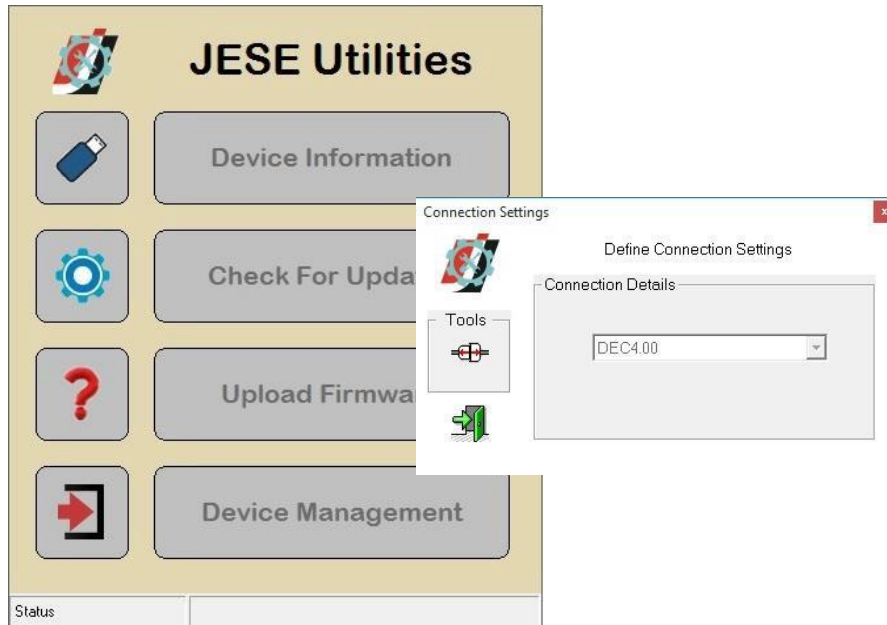 JESE Utilities
Device Information
Connection Settings
x
Check For Upda
Define Connection Settings
Connection Details
Tools
DEC4.00
Upload Firmwa
Device Management
Status